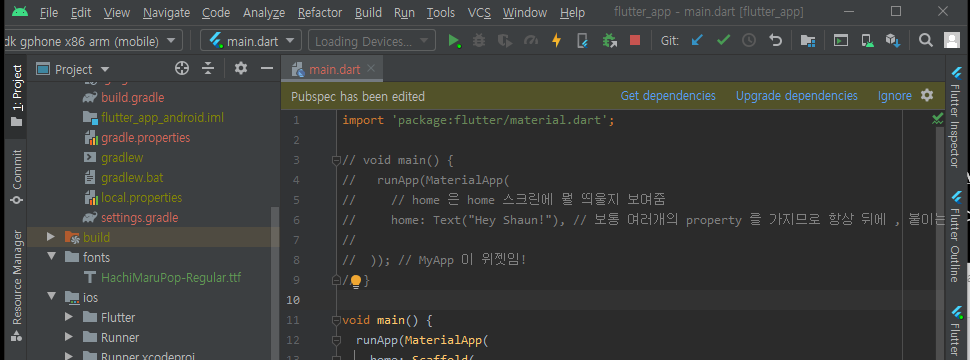 File Edit View Navigate Code Analyze Refactor Build Run Tools VCS Window Help flutter_app – main.dart [flutter_app]
dk gphone x86 arm (mobile) main.dart Loading Devices... Git:
1: Project
Commit
Resource Manager
Project
build.gradle
flutter_app_android.iml
gradle.properties
gradlew
gradlew.bat
local.properties
settings.gradle
build
fonts
HachiMaruPop-Regular.ttf
ios
Flutter
Runner
Runner.xcodeproj
main.dart
Pubspec has been edited Get dependencies Upgrade dependencies Ignore
1 import 'package:flutter/material.dart';
2
3 // void main() {
4 //   runApp(MaterialApp(
5 //     // home 은 home 스크린에 뭘 띄울지 보여줌
6 //     home: Text("Hey Shaun!"), // 보통 여러개의 property 를 가지므로 항상 뒤에 , 붙이는
7 //
8 //  )); // MyApp 이 위젯임!
9 / }
10
11 void main() {
12   runApp(MaterialApp(
13     home: Scaffold(
Flutter Inspector
Flutter Outline
Flutter